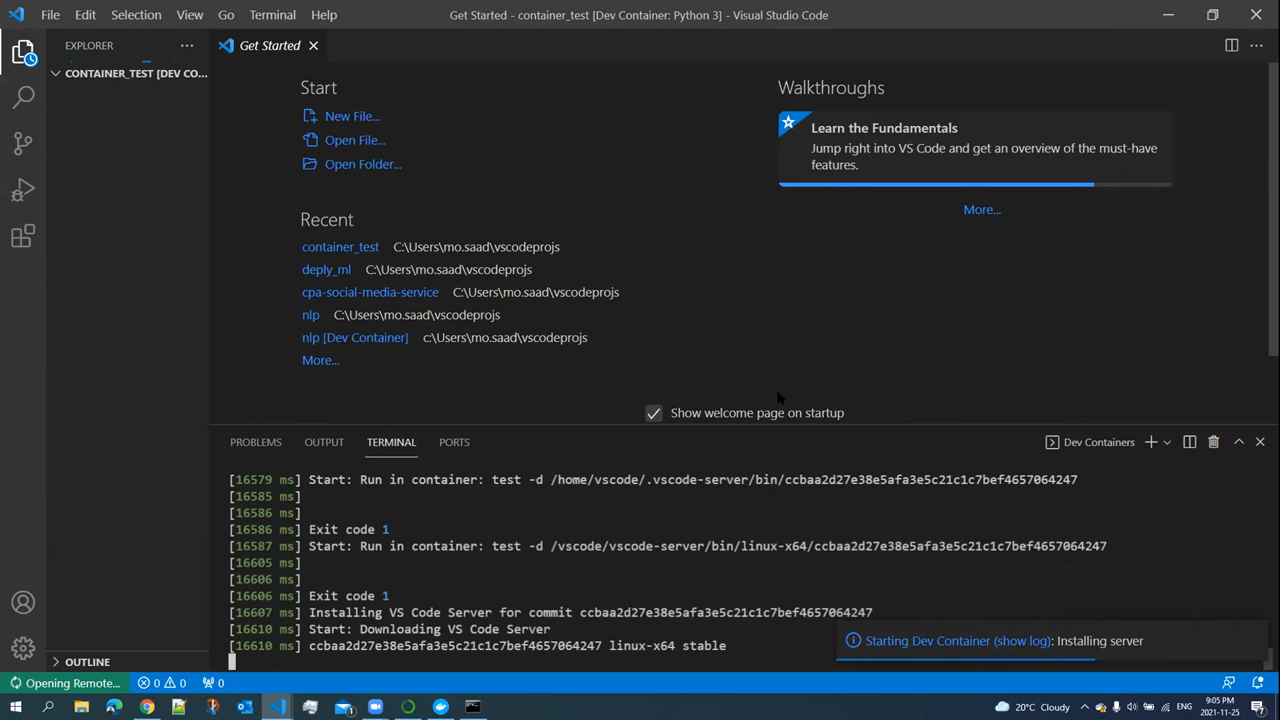 File Edit Selection View Go Terminal Help
Get Started - container_test [Dev Container: Python 3] - Visual Studio Code
EXPLORER
Get Started
CONTAINER_TEST [DEV CO...
Start
New File...
Open File...
Open Folder...
Recent
container_test C:\Users\mo.saad\vscodeprojs
deply_ml C:\Users\mo.saad\vscodeprojs
cpa-social-media-service C:\Users\mo.saad\vscodeprojs
nlp C:\Users\mo.saad\vscodeprojs
nlp [Dev Container] c:\Users\mo.saad\vscodeprojs
More...
Walkthroughs
Learn the Fundamentals
Jump right into VS Code and get an overview of the must-have
features.
More...
Show welcome page on startup
PROBLEMS OUTPUT TERMINAL PORTS
Dev Containers
[16579 ms] Start: Run in container: test -d /home/vscode/.vscode-server/bin/ccbaa2d27e38e5afa3e5c21c1c7bef4657064247
[16585 ms]
[16586 ms]
[16586 ms] Exit code 1
[16587 ms] Start: Run in container: test -d /vscode/vscode-server/bin/linux-x64/ccbaa2d27e38e5afa3e5c21c1c7bef4657064247
[16605 ms]
[16606 ms]
[16606 ms] Exit code 1
[16607 ms] Installing VS Code Server for commit ccbaa2d27e38e5afa3e5c21c1c7bef4657064247
[16610 ms] Start: Downloading VS Code Server
[16610 ms] ccbaa2d27e38e5afa3e5c21c1c7bef4657064247 linux-x64 stable
Starting Dev Container (show log): Installing server
OUTLINE
Opening Remote... 0 0 0
20°C Cloudy
ENG
9:05 PM
2021-11-25